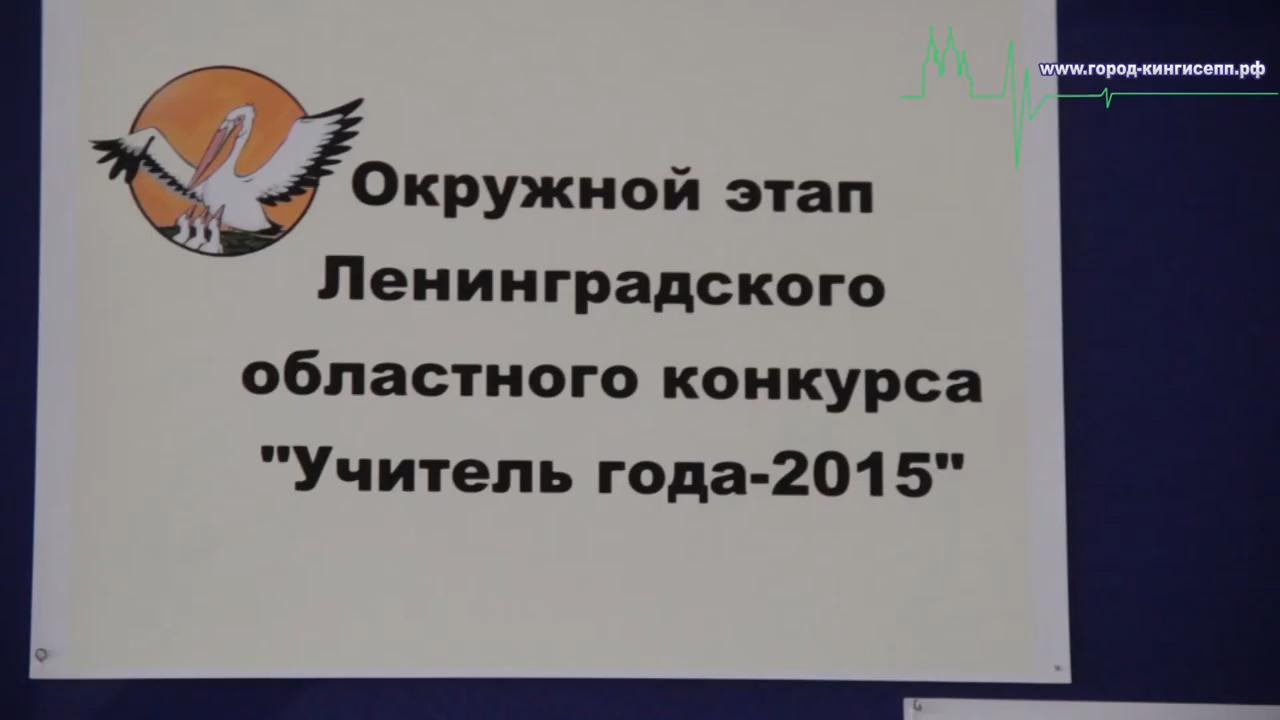 www.город-кингисепп.рф
Окружной этап
Ленинградского
областного конкурса
"Учитель года-2015"